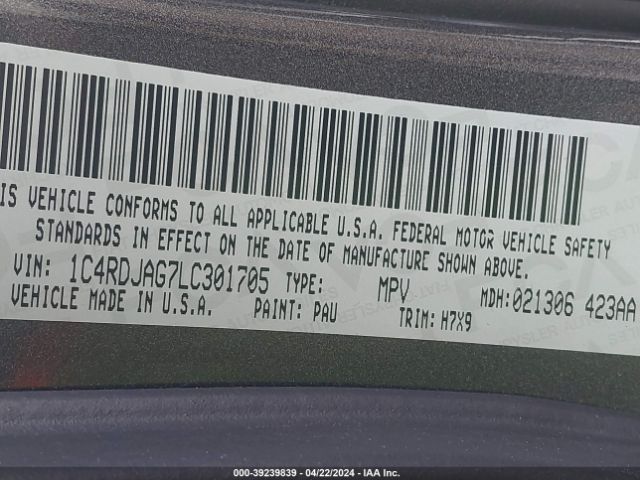 IS VEHICLE CONFORMS TO ALL APPLICABLE U.S.A. FEDERAL MOTOR VEHICLE SAFETY
STANDARDS IN EFFECT ON THE DATE OF MANUFACTURE SHOWN ABOVE.
VIN: 1C4RDJAG7LC301705 TYPE: MPV MDH:021306 423AA
VEHICLE MADE IN U.S.A. PAINT: PAU TRIM: H7X9
000-39239839 - 04/22/2024 - IAA Inc.